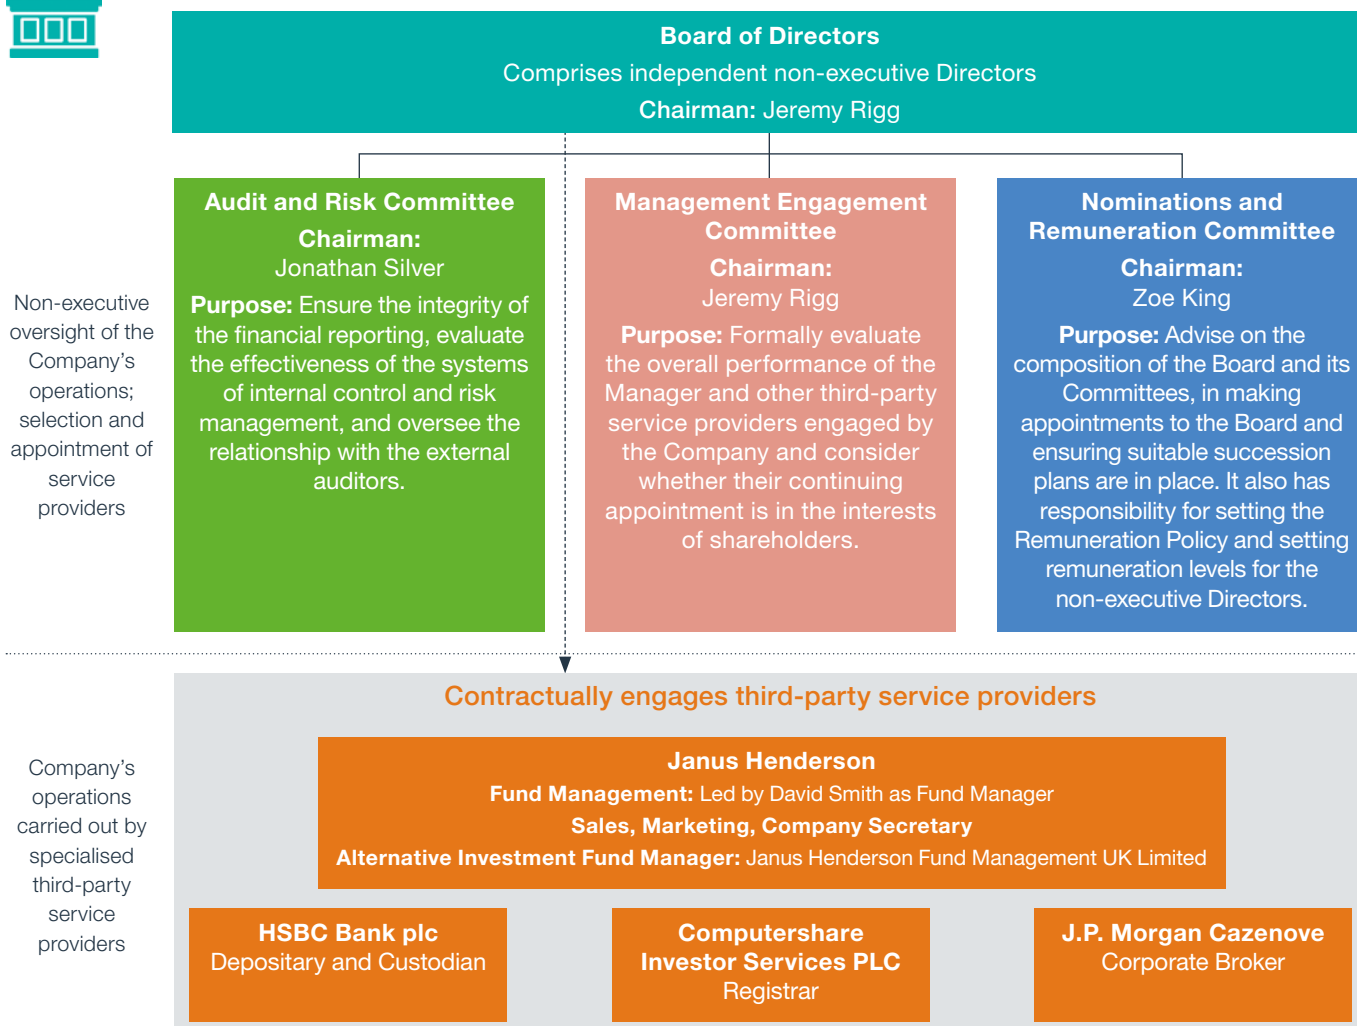 Board of Directors
Comprises independent non-executive Directors
Chairman: Jeremy Rigg
Non-executive
oversight of the
Company’s
operations;
selection and
appointment of
service
providers
Audit and Risk Committee
Chairman:
Jonathan Silver
Purpose: Ensure the integrity of
the financial reporting, evaluate
the effectiveness of the systems
of internal control and risk
management, and oversee the
relationship with the external
auditors.
Management Engagement
Committee
Chairman:
Jeremy Rigg
Purpose: Formally evaluate
the overall performance of the
Manager and other third-party
service providers engaged by
the Company and consider
whether their continuing
appointment is in the interests
of shareholders.
Nominations and
Remuneration Committee
Chairman:
Zoe King
Purpose: Advise on the
composition of the Board and its
Committees, in making
appointments to the Board and
ensuring suitable succession
plans are in place. It also has
responsibility for setting the
Remuneration Policy and setting
remuneration levels for the
non-executive Directors.
Company’s
operations
carried out by
specialised
third-party
service
providers
Contractually engages third-party service providers
Janus Henderson
Fund Management: Led by David Smith as Fund Manager
Sales, Marketing, Company Secretary
Alternative Investment Fund Manager: Janus Henderson Fund Management UK Limited
HSBC Bank plc
Depositary and Custodian
Computershare
Investor Services PLC
Registrar
J.P. Morgan Cazenove
Corporate Broker